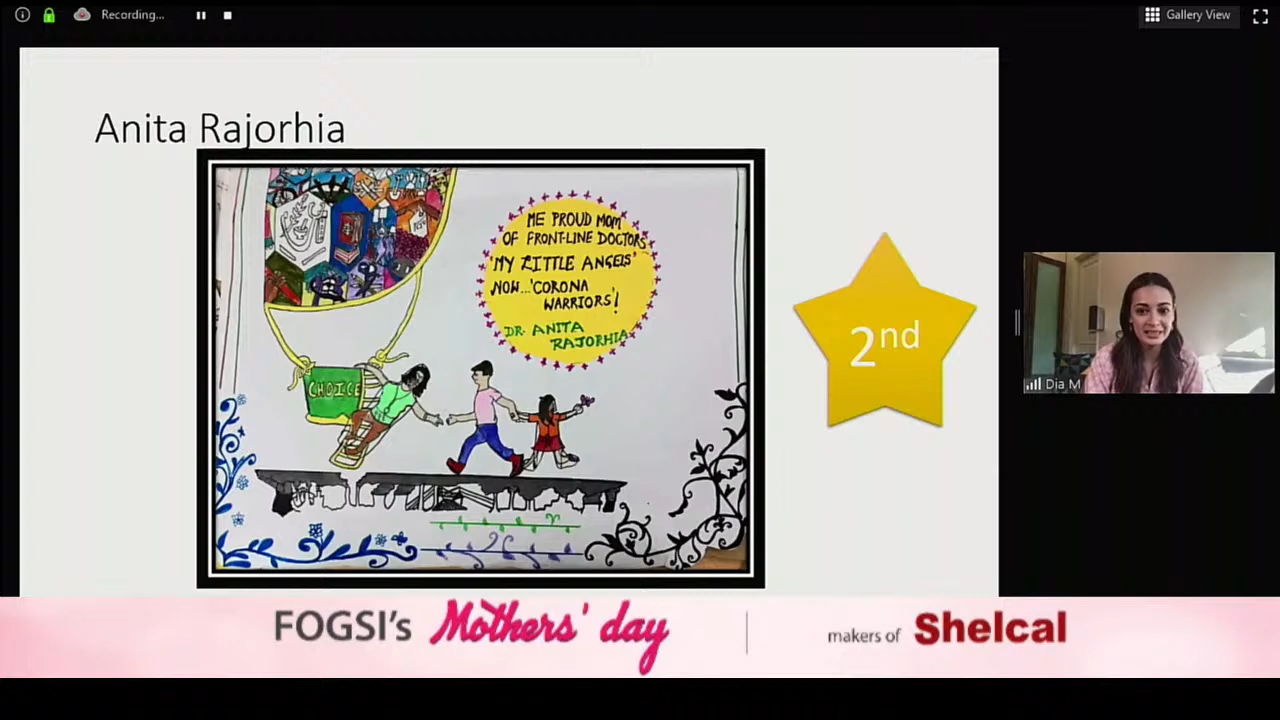 Recording...
Gallery View
Anita Rajorhia
ME PROUD MOM
OF FRONT-LINE DOCTORS
'MY LITTLE ANGELS'
NOW...'CORONA
WARRIORS'!
DR. ANITA
RAJORHIA
CHOICE
2nd
Dia M
FOGSI's Mothers' day
makers of Shelcal